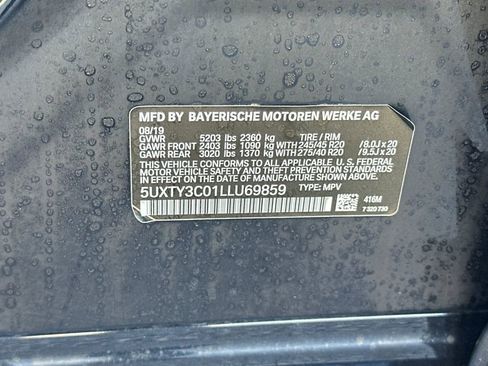 MFD BY BAYERISCHE MOTOREN WERKE AG
08/19
GVWR 5203 lbs 2360 kg TIRE / RIM
GAWR FRONT 2403 lbs 1090 kg 245/45 R20 /8.0J x 20
GAWR REAR 3020 lbs 1370 kg 275/40 R20 /9.5J x 20
THIS VEHICLE CONFORMS TO ALL APPLICABLE U. S. FEDERAL
MOTOR VEHICLE SAFETY AND THEFT PREVENTION STANDARDS
IN EFFECT ON THE DATE OF MANUFACTURE SHOWN ABOVE.
5UXTY3C01LLU69859 TYPE: MPV
416M
7 320 730